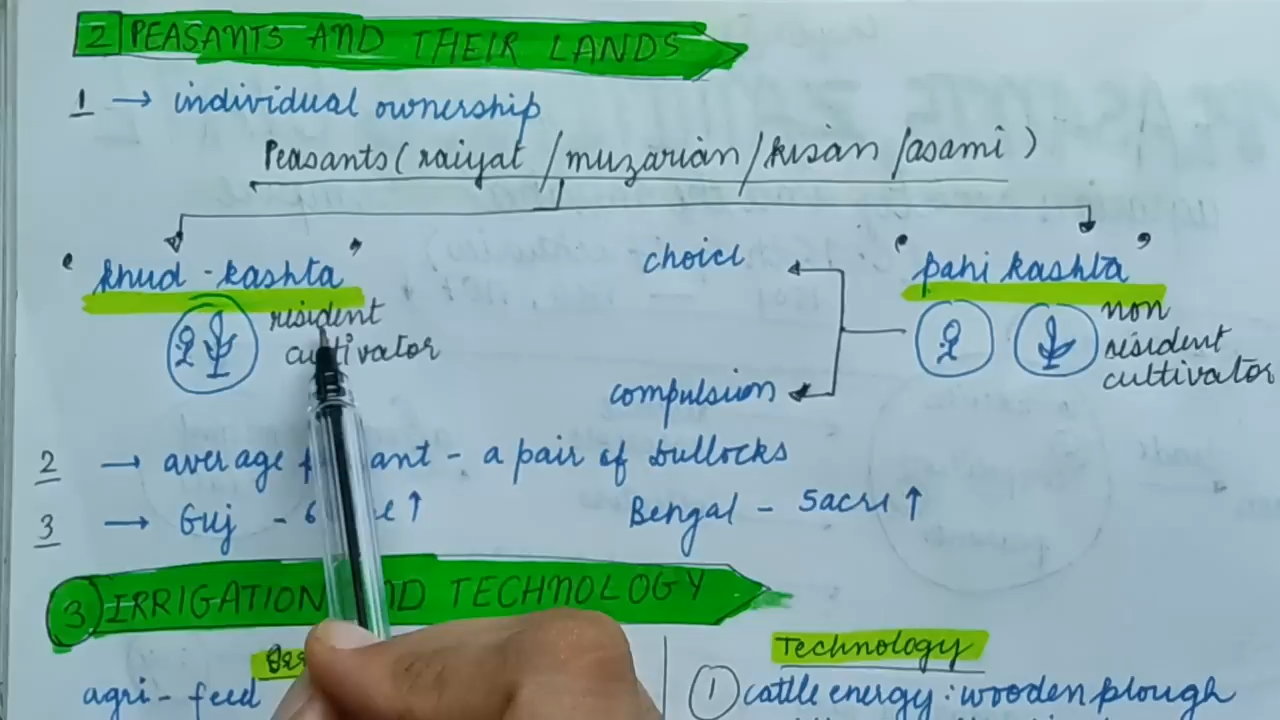 2 PEASANTS AND THEIR LANDS
1 → individual ownership
Peasants (raiyat / muzarian / kisan / asami)
"khud - kashta"
choice
"pahi kashta"
resident cultivator
non resident cultivator
compulsion
2 → average - a pair of bullocks
3 → Guj - 6 ↑ Bengal - 5acre ↑
3 IRRIGATION AND TECHNOLOGY
Technology
agri - feed
1 cattle energy : wooden plough